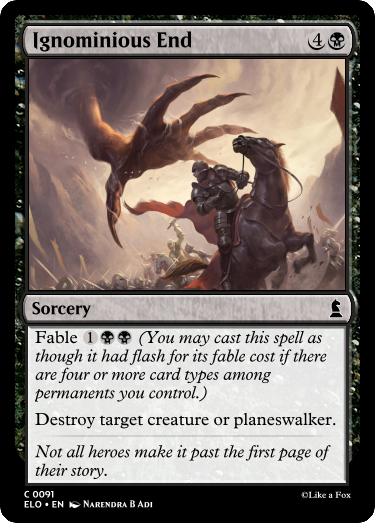 Ignominious End 4
Sorcery
Fable 1 (You may cast this spell as
though it had flash for its fable cost if there
are four or more card types among
permanents you control.)
Destroy target creature or planeswalker.
Not all heroes make it past the first page of
their story.
C 0091
ELO • EN Narendra B Adi
©Like a Fox